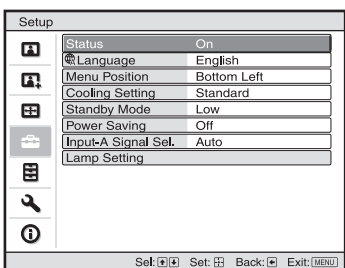 Setup
Status On
Language English
Menu Position Bottom Left
Cooling Setting Standard
Standby Mode Low
Power Saving Off
Input-A Signal Sel. Auto
Lamp Setting
Sel: Set: Back: Exit: MENU